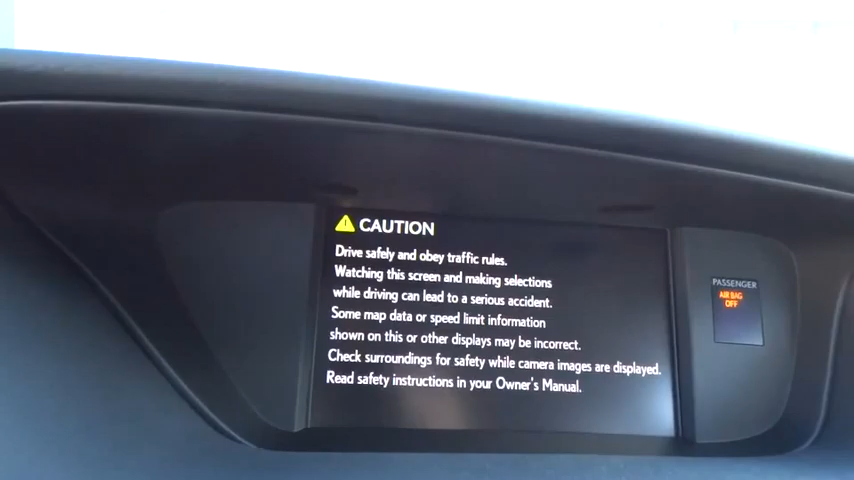 CAUTION
Drive safely and obey traffic rules.
Watching this screen and making selections
while driving can lead to a serious accident.
Some map data or speed limit information
shown on this or other displays may be incorrect.
Check surroundings for safety while camera images are displayed.
Read safety instructions in your Owner's Manual.
PASSENGER
AIR BAG
OFF